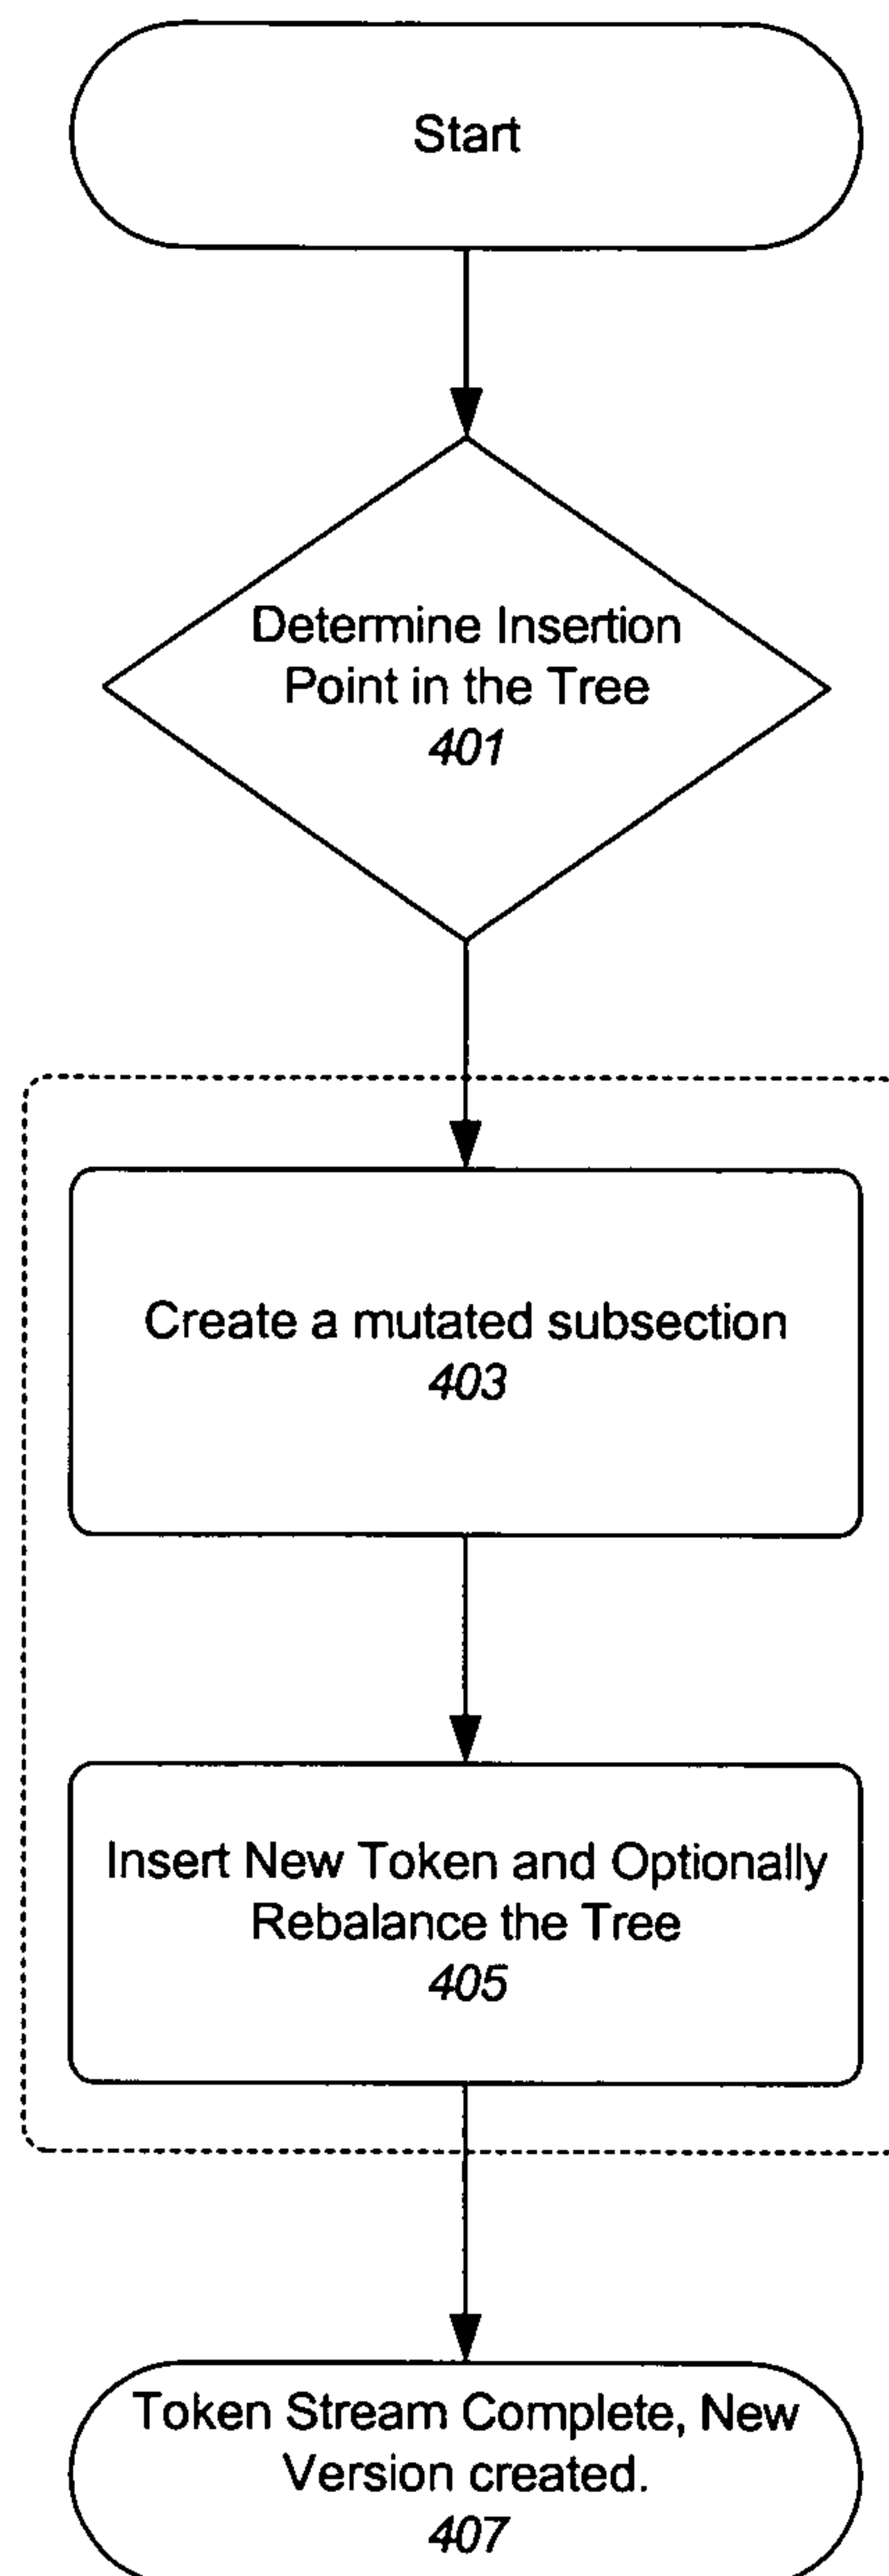 Start
Determine Insertion
Point in the Tree
401
Create a mutated subsection
403
Insert New Token and Optionally
Rebalance the Tree
405
Token Stream Complete, New
Version created.
407